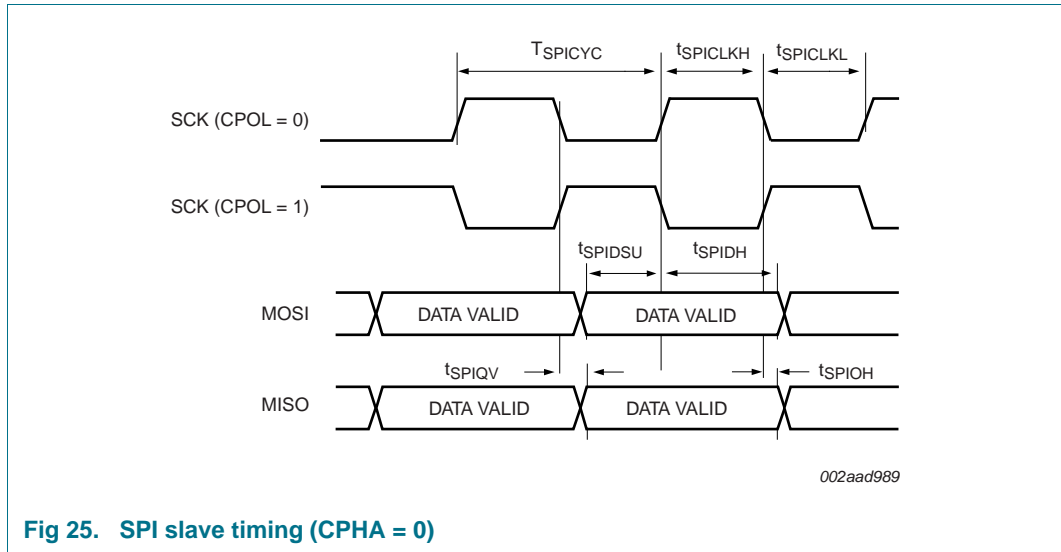 TSPICYC tSPICLKH tSPICLKL
SCK (CPOL = 0)
SCK (CPOL = 1)
tSPIDSU tSPIDH
MOSI DATA VALID DATA VALID
tSPIQV tSPIOH
MISO DATA VALID DATA VALID
002aad989
Fig 25. SPI slave timing (CPHA = 0)